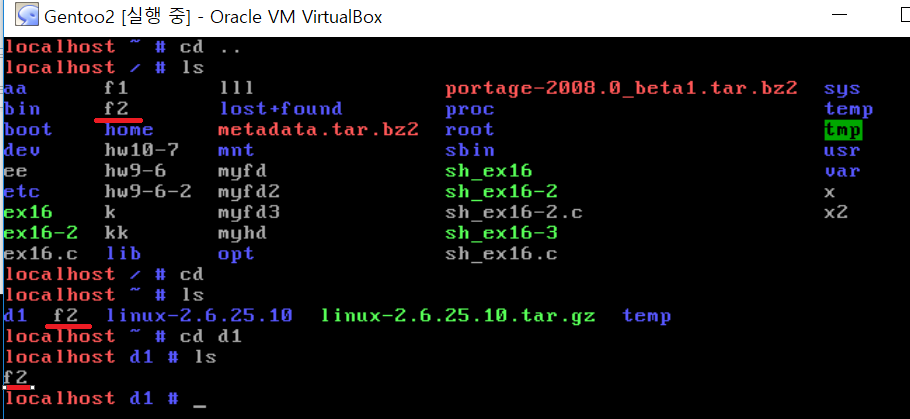 Gentoo2 [실행 중] - Oracle VM VirtualBox
localhost ~ # cd ..
localhost / # ls
aa f1 lll portage-2008.0_beta1.tar.bz2 sys
bin f2 lost+found proc temp
boot home metadata.tar.bz2 root tmp
dev hw10-7 mnt sbin usr
ee hw9-6 myfd sh_ex16 var
etc hw9-6-2 myfd2 sh_ex16-2 x
ex16 k myfd3 sh_ex16-2.c x2
ex16-2 kk myhd sh_ex16-3
ex16.c lib opt sh_ex16.c
localhost / # cd
localhost ~ # ls
d1 f2 linux-2.6.25.10 linux-2.6.25.10.tar.gz temp
localhost ~ # cd d1
localhost d1 # ls
f2
localhost d1 # _